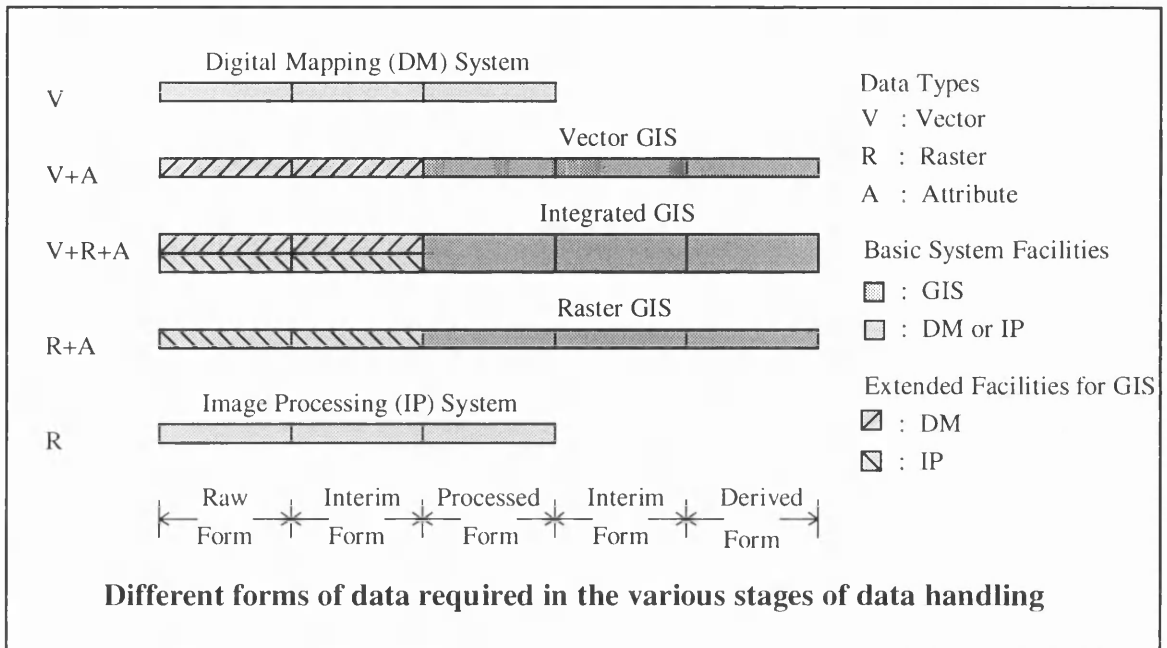 Digital Mapping (DM) System
V
Vector GIS
V+A
Integrated GIS
V+R+A
Raster GIS
R+A
Image Processing (IP) System
R
Raw Form
Interim Form
Processed Form
Interim Form
Derived Form
Data Types
V : Vector
R : Raster
A : Attribute
Basic System Facilities
: GIS
: DM or IP
Extended Facilities for GIS
: DM
: IP
Different forms of data required in the various stages of data handling